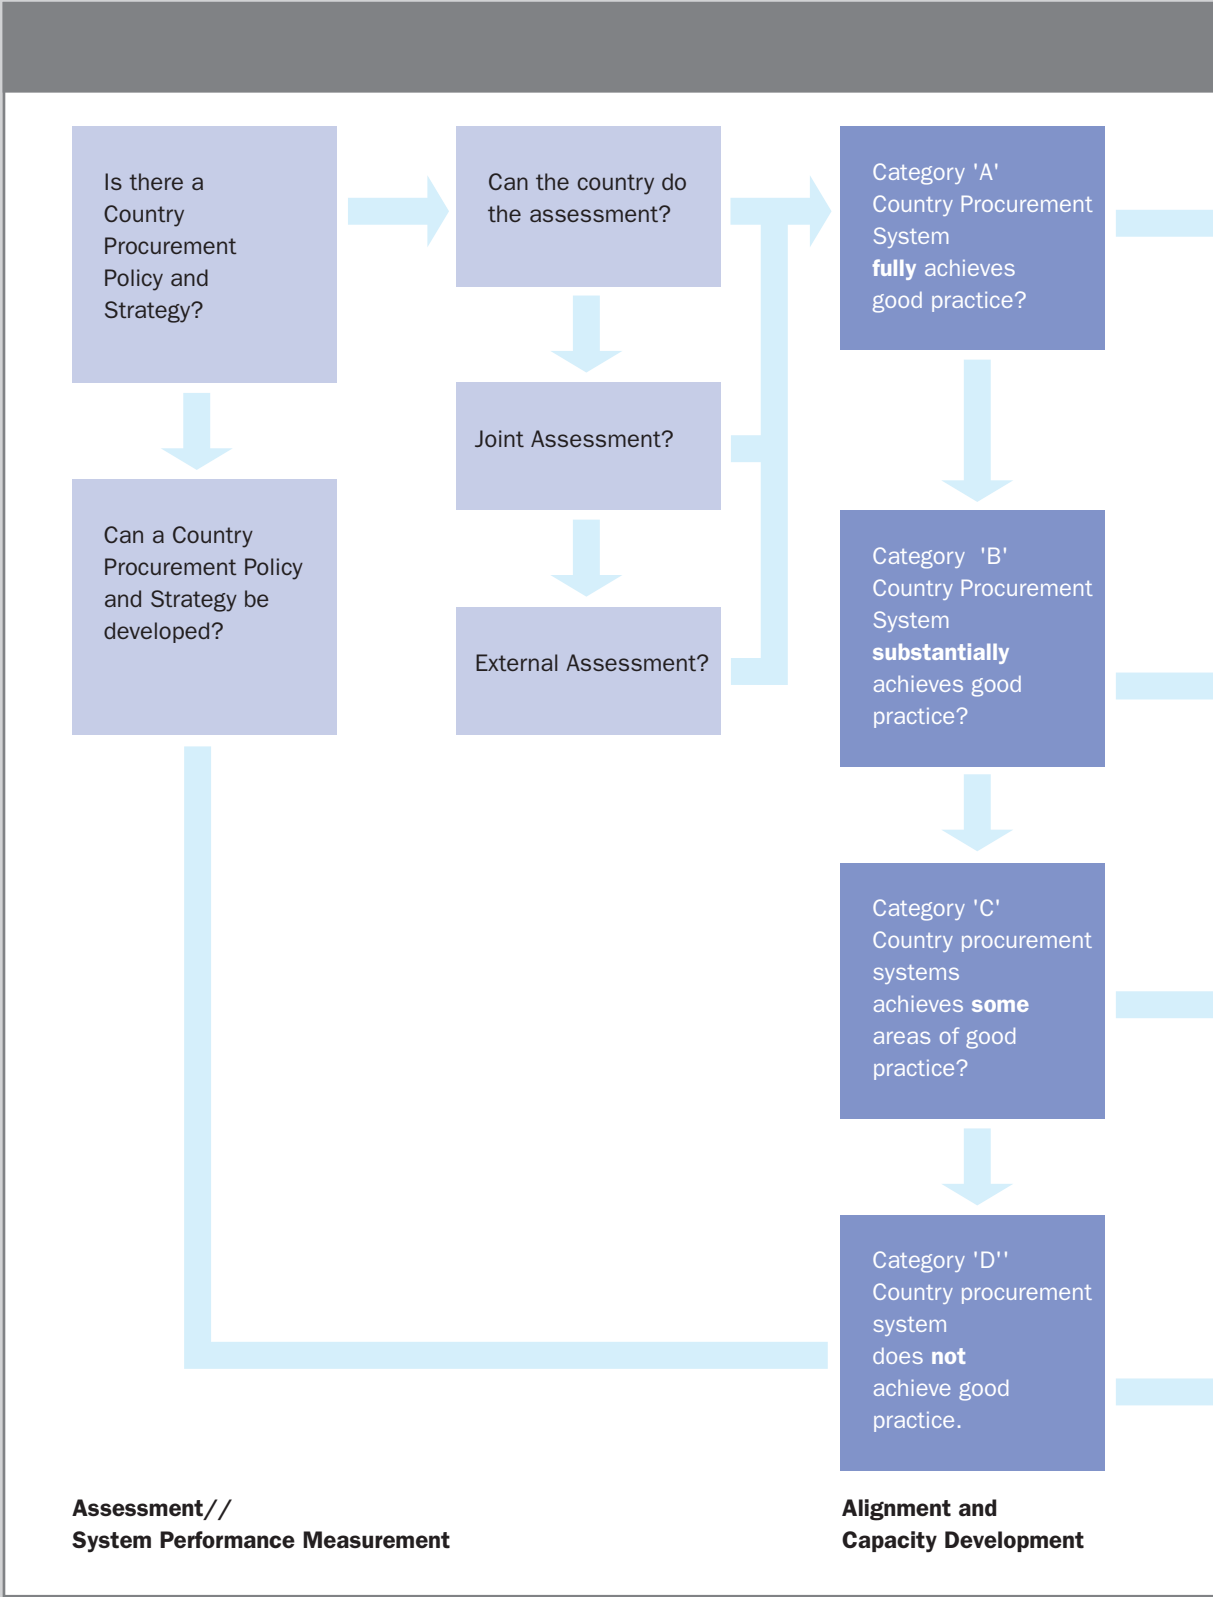 Is there a
Country
Procurement
Policy and
Strategy?
Can a Country
Procurement Policy
and Strategy be
developed?
Can the country do
the assessment?
Joint Assessment?
External Assessment?
Category 'A'
Country Procurement
System
fully achieves
good practice?
Category 'B'
Country Procurement
System
substantially
achieves good
practice?
Category 'C'
Country procurement
systems
achieves some
areas of good
practice?
Category 'D''
Country procurement
system
does not
achieve good
practice.
Assessment//
System Performance Measurement
Alignment and
Capacity Development